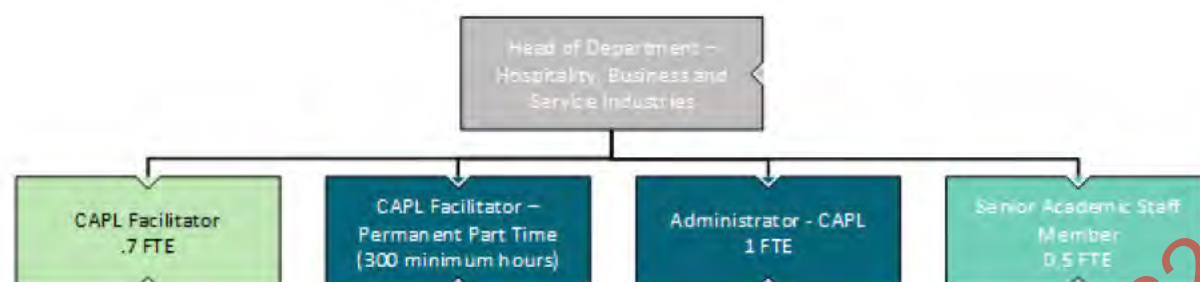 Head of Department –
Hospitality, Business and
Service Industries
CAPL Facilitator
.7 FTE
CAPL Facilitator –
Permanent Part Time
(300 minimum hours)
Administrator - CAPL
1 FTE
Senior Academic Staff
Member
0.5 FTE